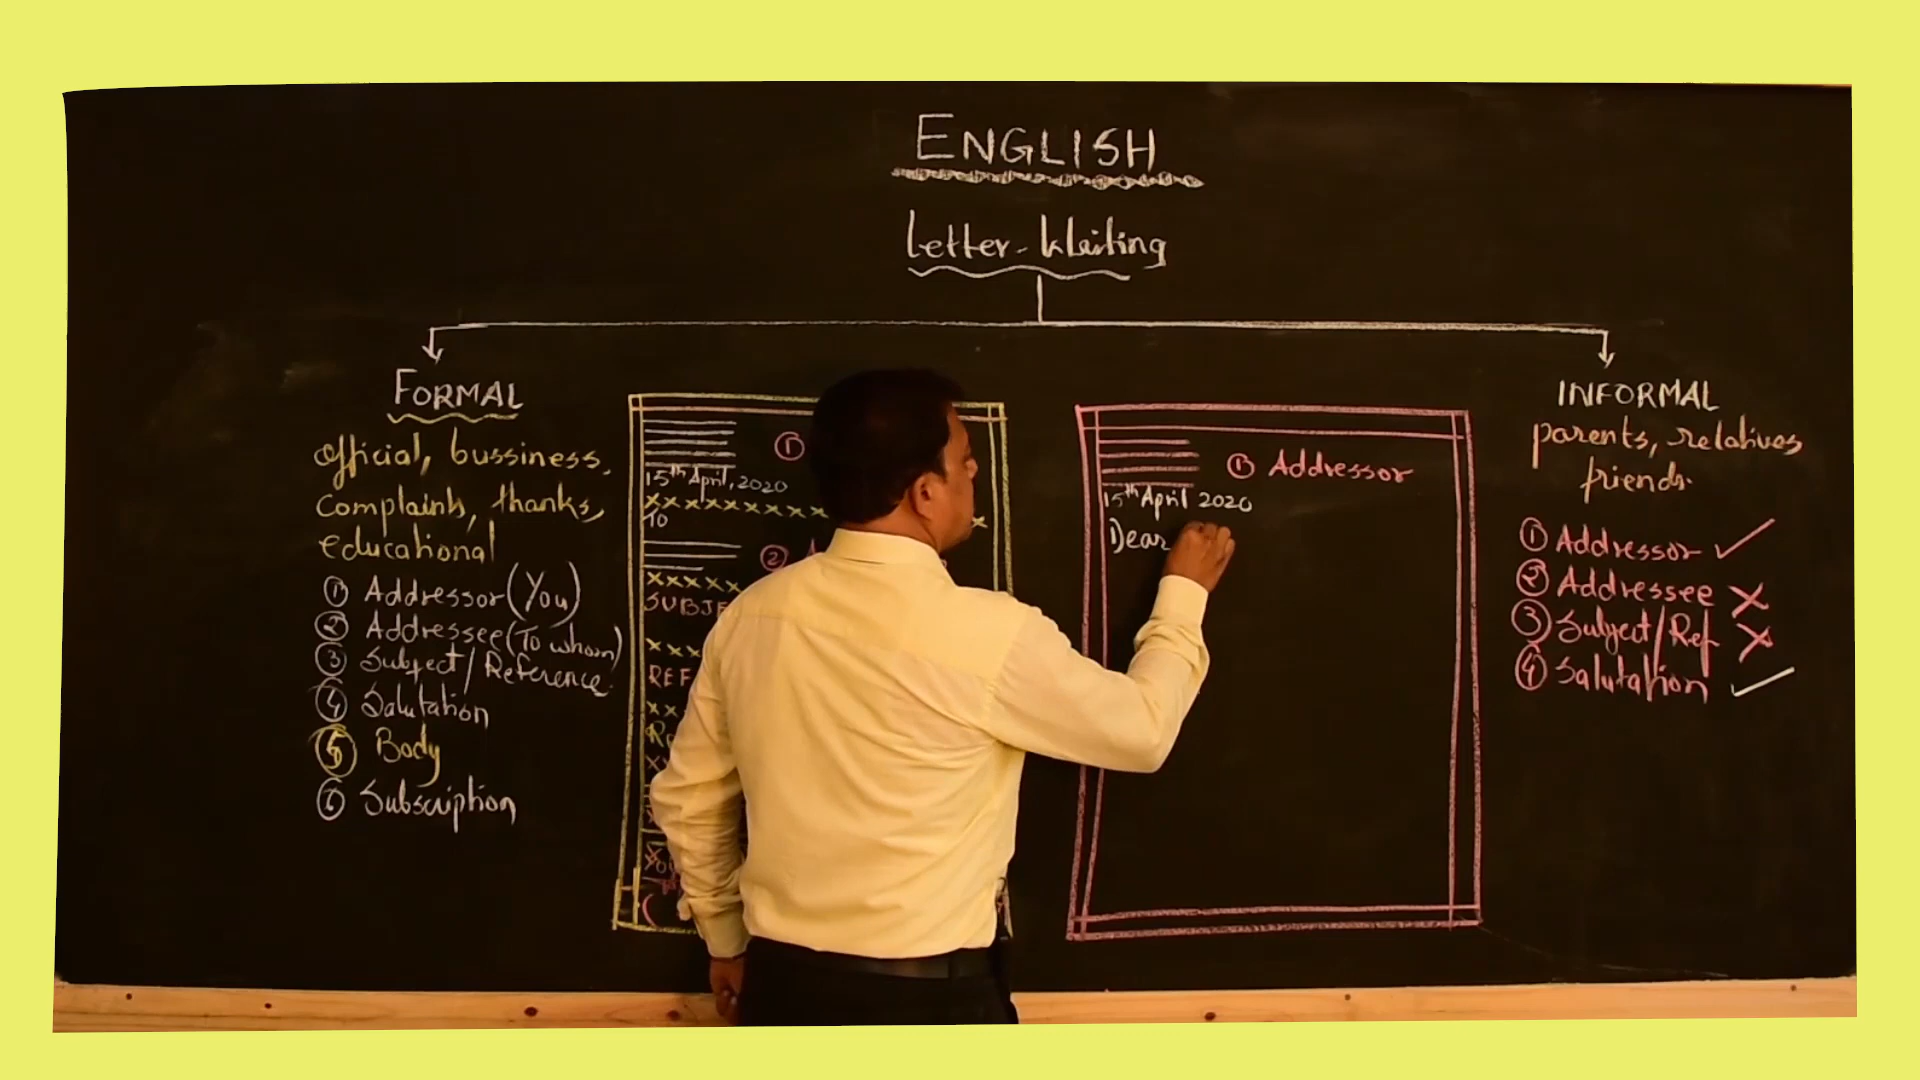 ENGLISH
Letter-Writing
FORMAL
official, bussiness,
Complaints, thanks,
educational
① Addressor (You)
② Addressee (To whom)
③ Subject/Reference
④ Salutation
⑤ Body
⑥ Subscription
①
15th April, 2020
xxxxxxxxx
To
②
xxxxx
xxx
REF
xx
① Addressor
15th April 2020
Dear
INFORMAL
parents, relatives
friends.
① Addressor ✓
② Addressee X
③ Subject/Ref X
④ Salutation ✓